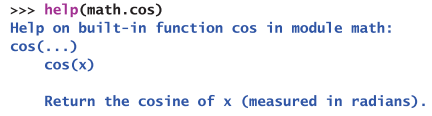 >>> help(math.cos)
Help on built-in function cos in module math:
cos(...)
    cos(x)

    Return the cosine of x (measured in radians).